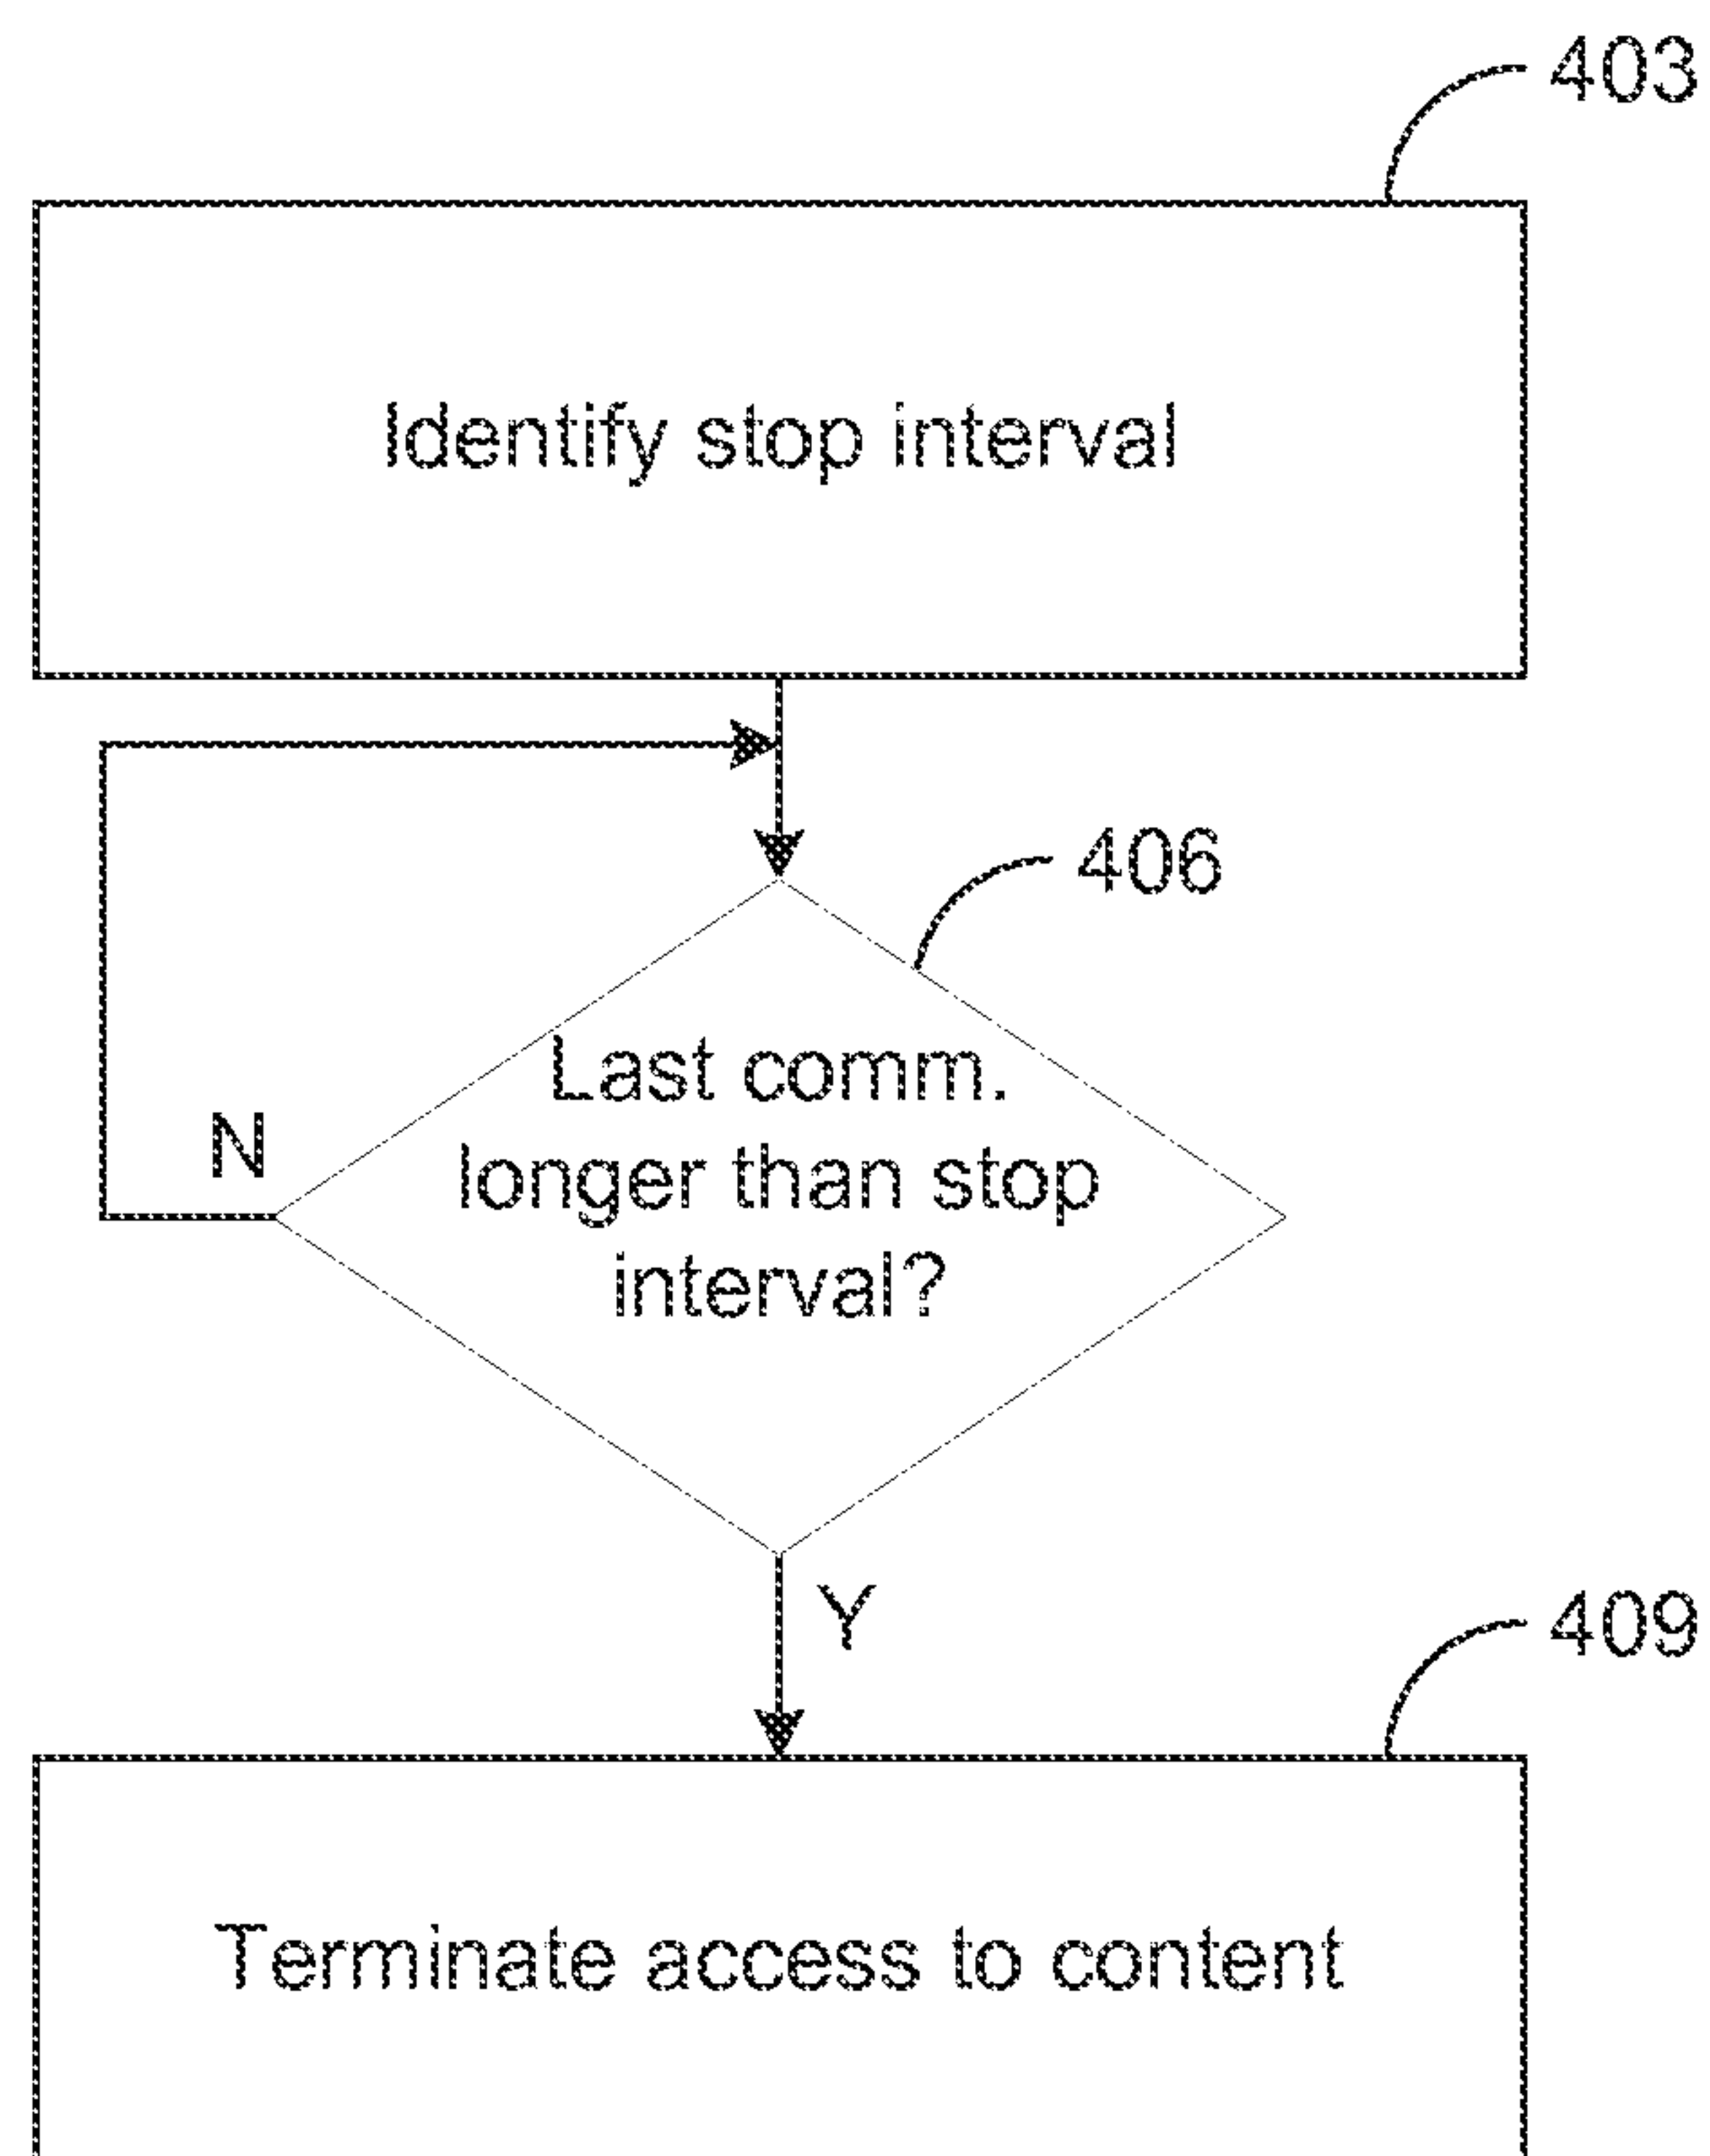 403
Identify stop interval
406
Last comm.
longer than stop
interval?
N
Y
409
Terminate access to content